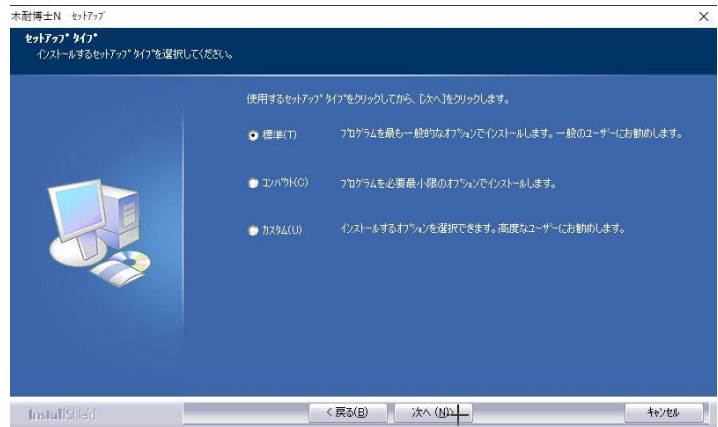 木耐博士N セットアップ
セットアップ タイプ
インストールするセットアップ タイプを選択してください。
使用するセットアップ タイプをクリックしてから、[次へ]をクリックします。
標準(T) プログラムを最も一般的なオプションでインストールします。一般のユーザーにお勧めします。
コンパクト(C) プログラムを必要最小限のオプションでインストールします。
カスタム(U) インストールするオプションを選択できます。高度なユーザーにお勧めします。
InstallShield
< 戻る(B) 次へ (N)> キャンセル